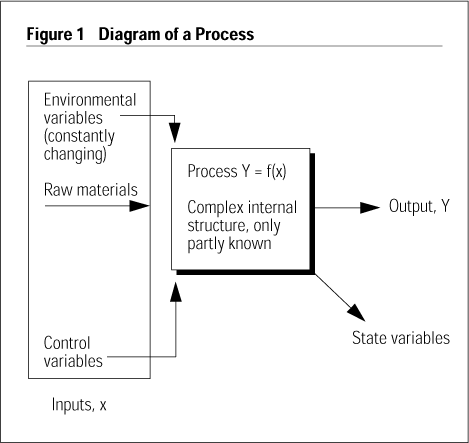 Figure 1 Diagram of a Process
Environmental
variables
(constantly
changing)
Raw materials
Process Y = f(x)
Complex internal
structure, only
partly known
Output, Y
State variables
Control
variables
Inputs, x